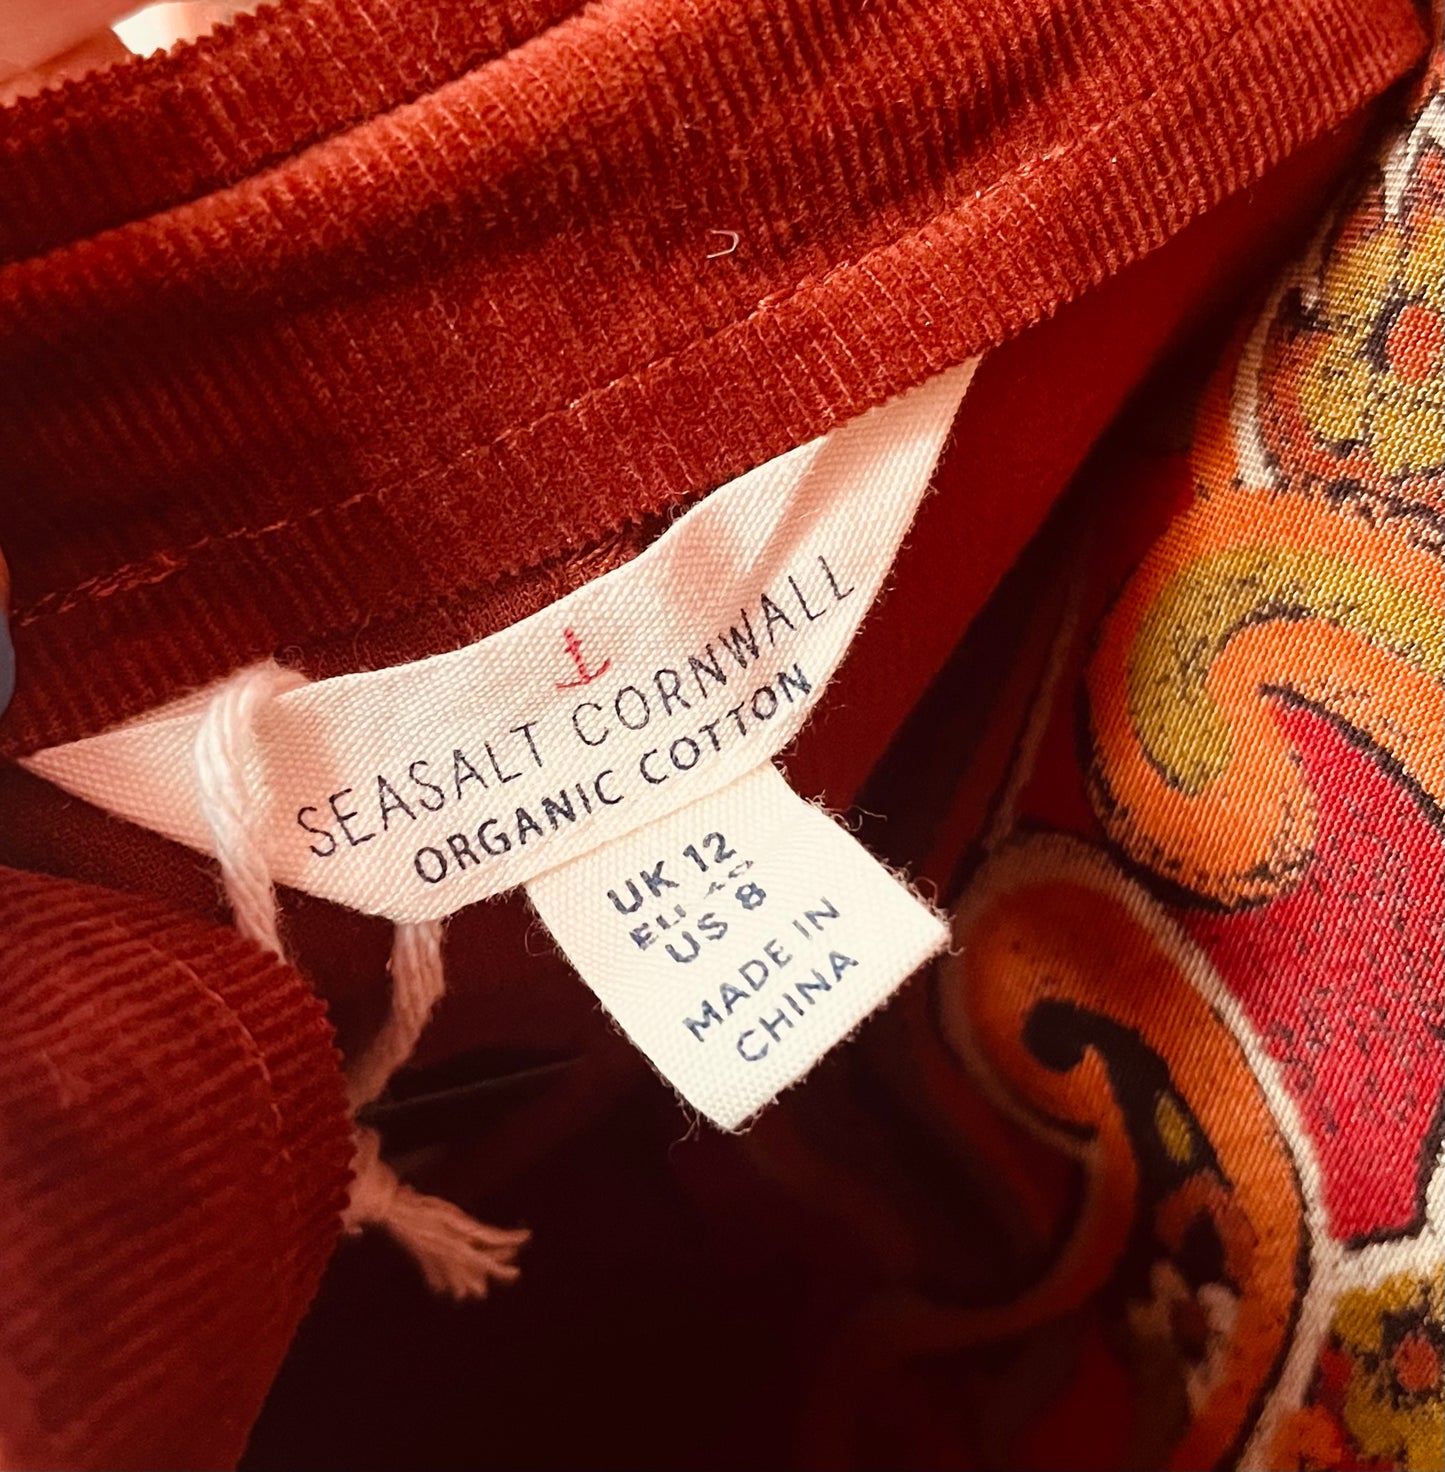 SEASALT CORNWALL
ORGANIC COTTON
UK 12
US 8
MADE IN
CHINA